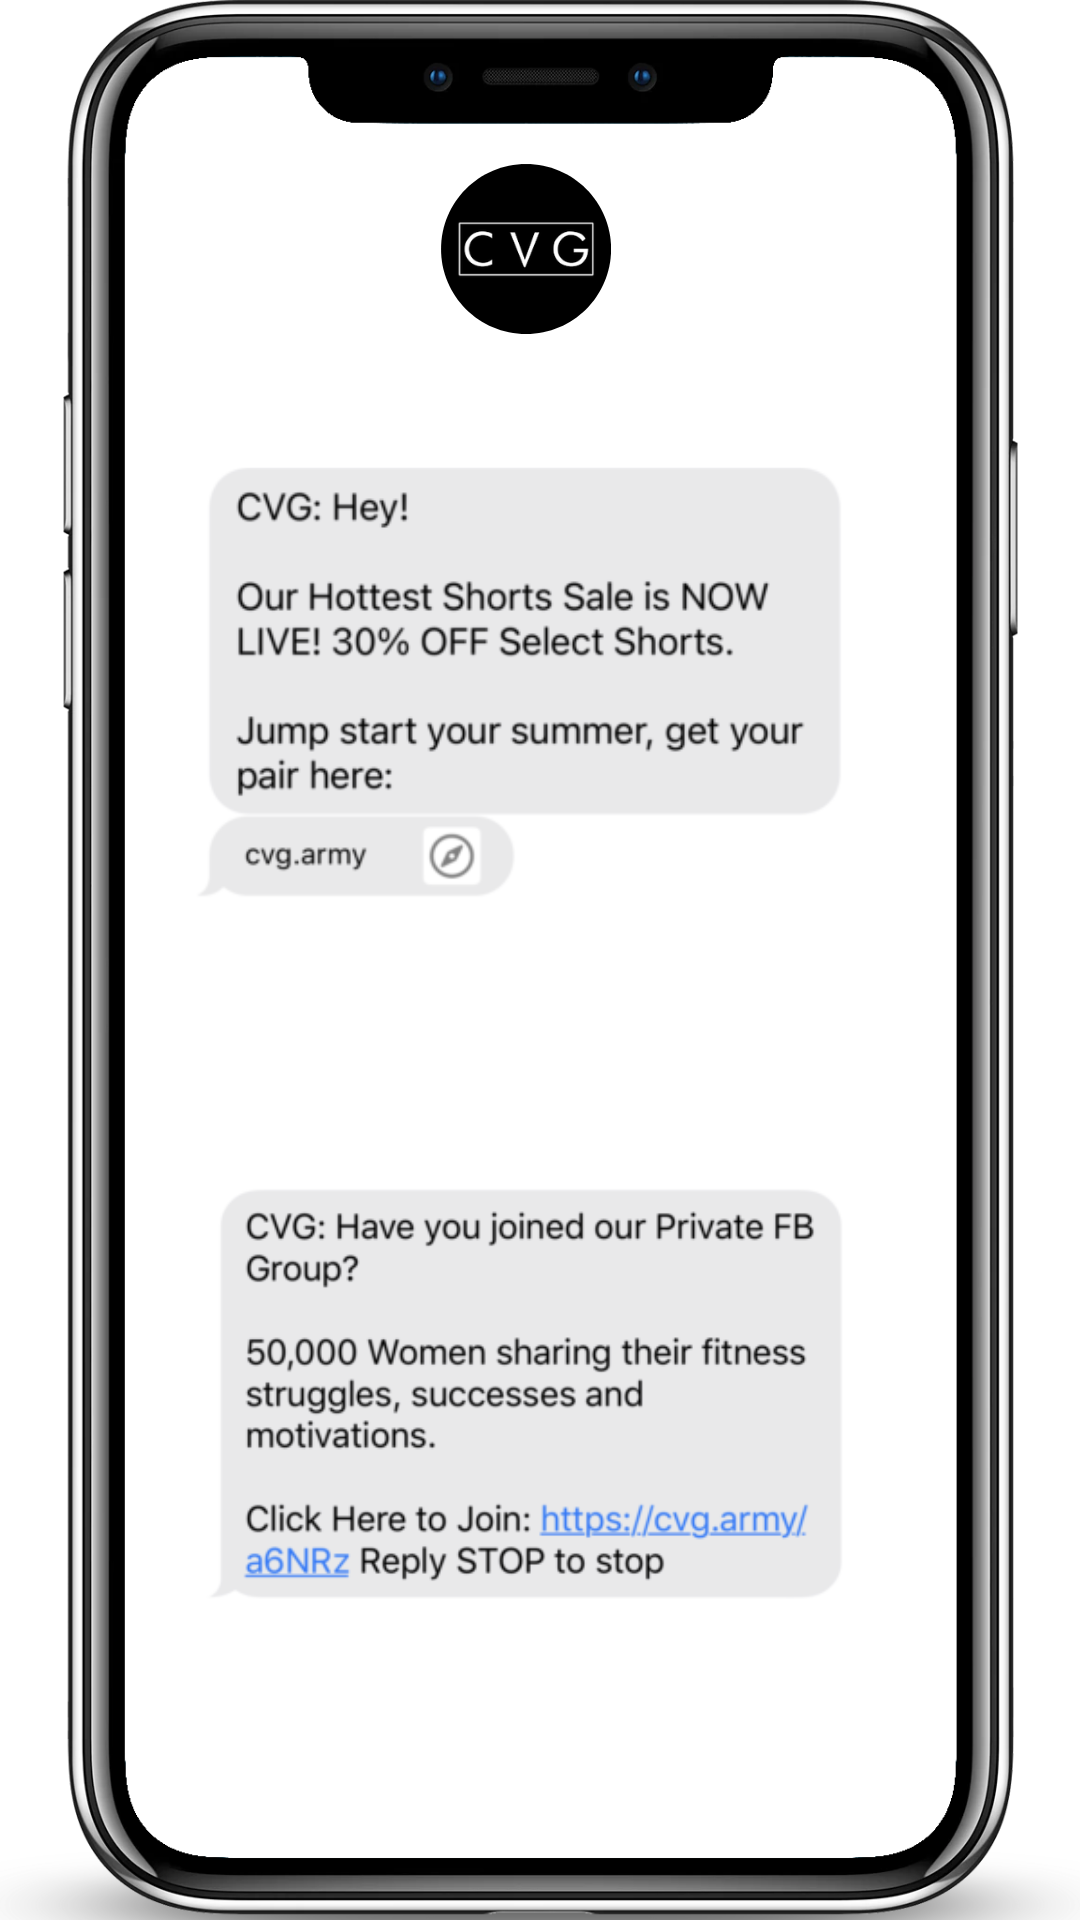 CVG
CVG: Hey!
Our Hottest Shorts Sale is NOW
LIVE! 30% OFF Select Shorts.
Jump start your summer, get your
pair here:
cvg.army
CVG: Have you joined our Private FB
Group?
50,000 Women sharing their fitness
struggles, successes and
motivations.
Click Here to Join: https://cvg.army/
a6NRz Reply STOP to stop